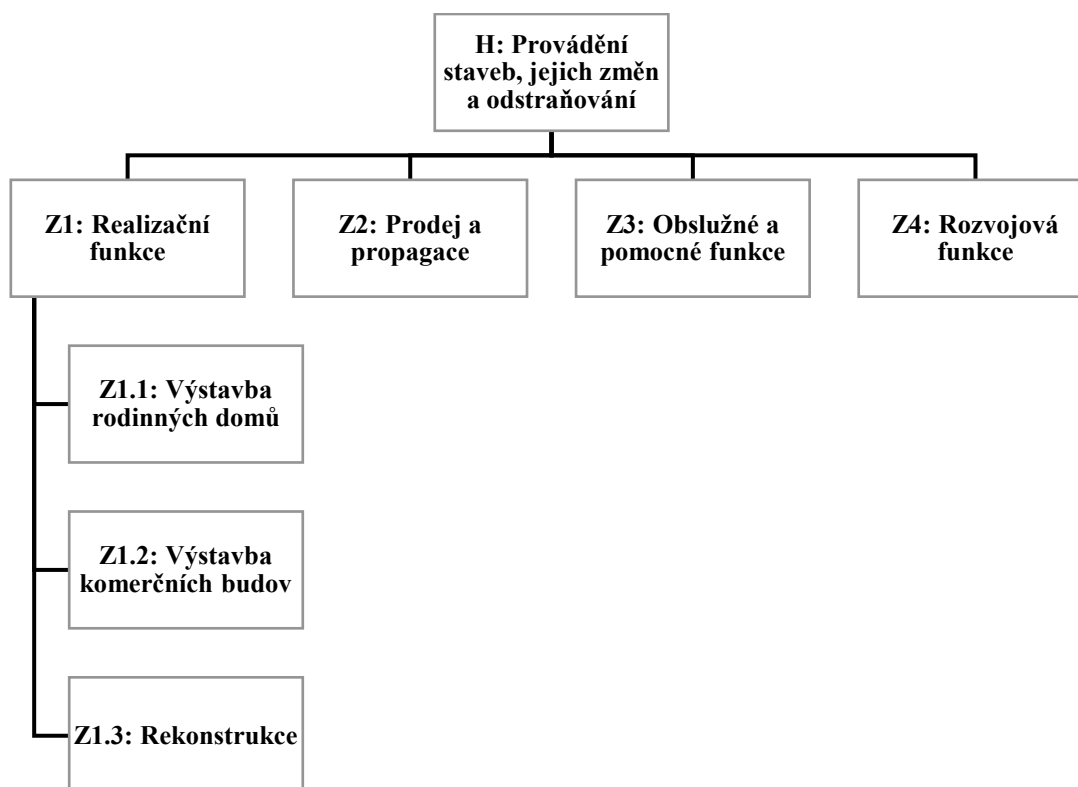 H: Provádění
staveb, jejich změn
a odstraňování
Z1: Realizační
funkce
Z2: Prodej a
propagace
Z3: Obslužné a
pomocné funkce
Z4: Rozvojová
funkce
Z1.1: Výstavba
rodinných domů
Z1.2: Výstavba
komerčních budov
Z1.3: Rekonstrukce